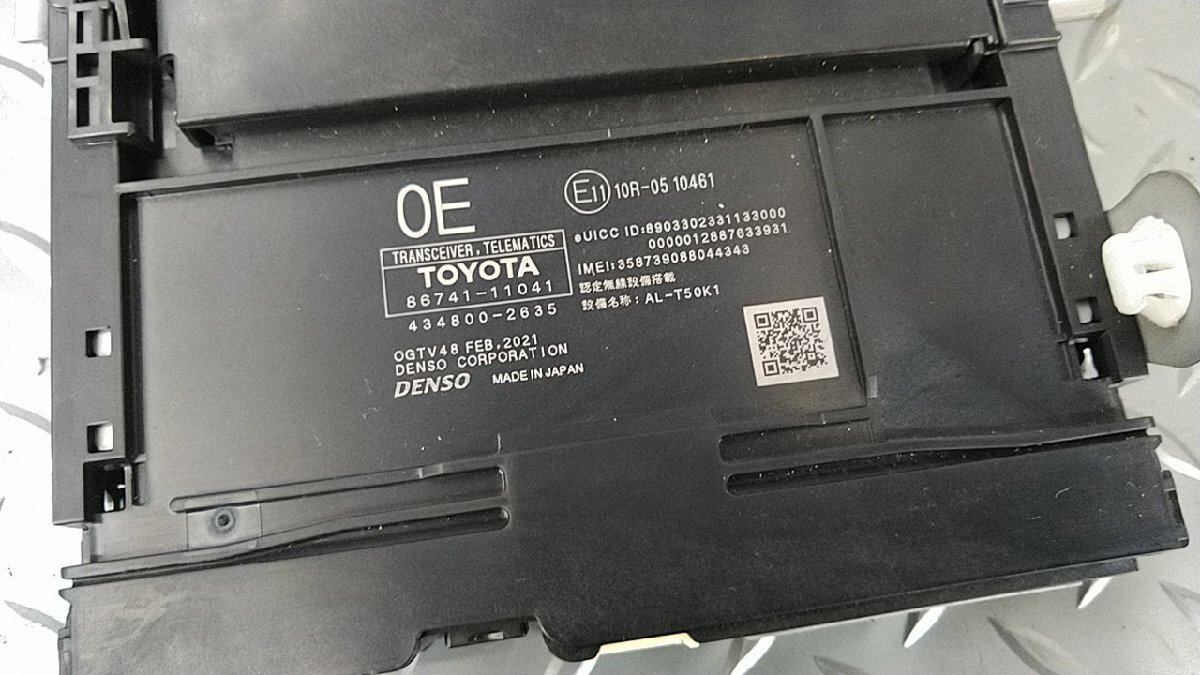 0E
E11 10R-05 10461
TRANSCEIVER, TELEMATICS
TOYOTA
86741-11041
434800-2635
OGTV48 FEB.2021
DENSO CORPORATION
DENSO MADE IN JAPAN
eUICC ID:8903302331133000
0000012687633931
IMEI:358739088044343
認定無線設備搭載
設備名称：AL-T50K1